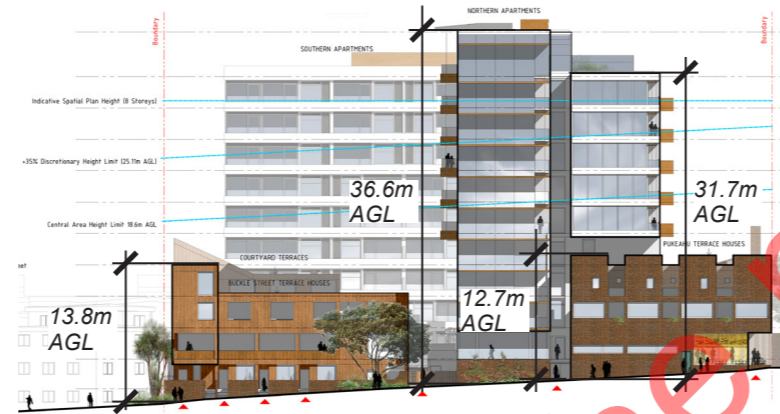 NORTHERN APARTMENTS
Boundary
Boundary
SOUTHERN APARTMENTS
Indicative Spatial Plan Height (8 Storeys)
+35% Discretionary Height Limit (25.11m AGL)
36.6m
AGL
31.7m
AGL
Central Area Height Limit 18.6m AGL
PUKEAHU TERRACE HOUSES
COURTYARD TERRACES
BUCKLE STREET TERRACE HOUSES
13.8m
AGL
12.7m
AGL